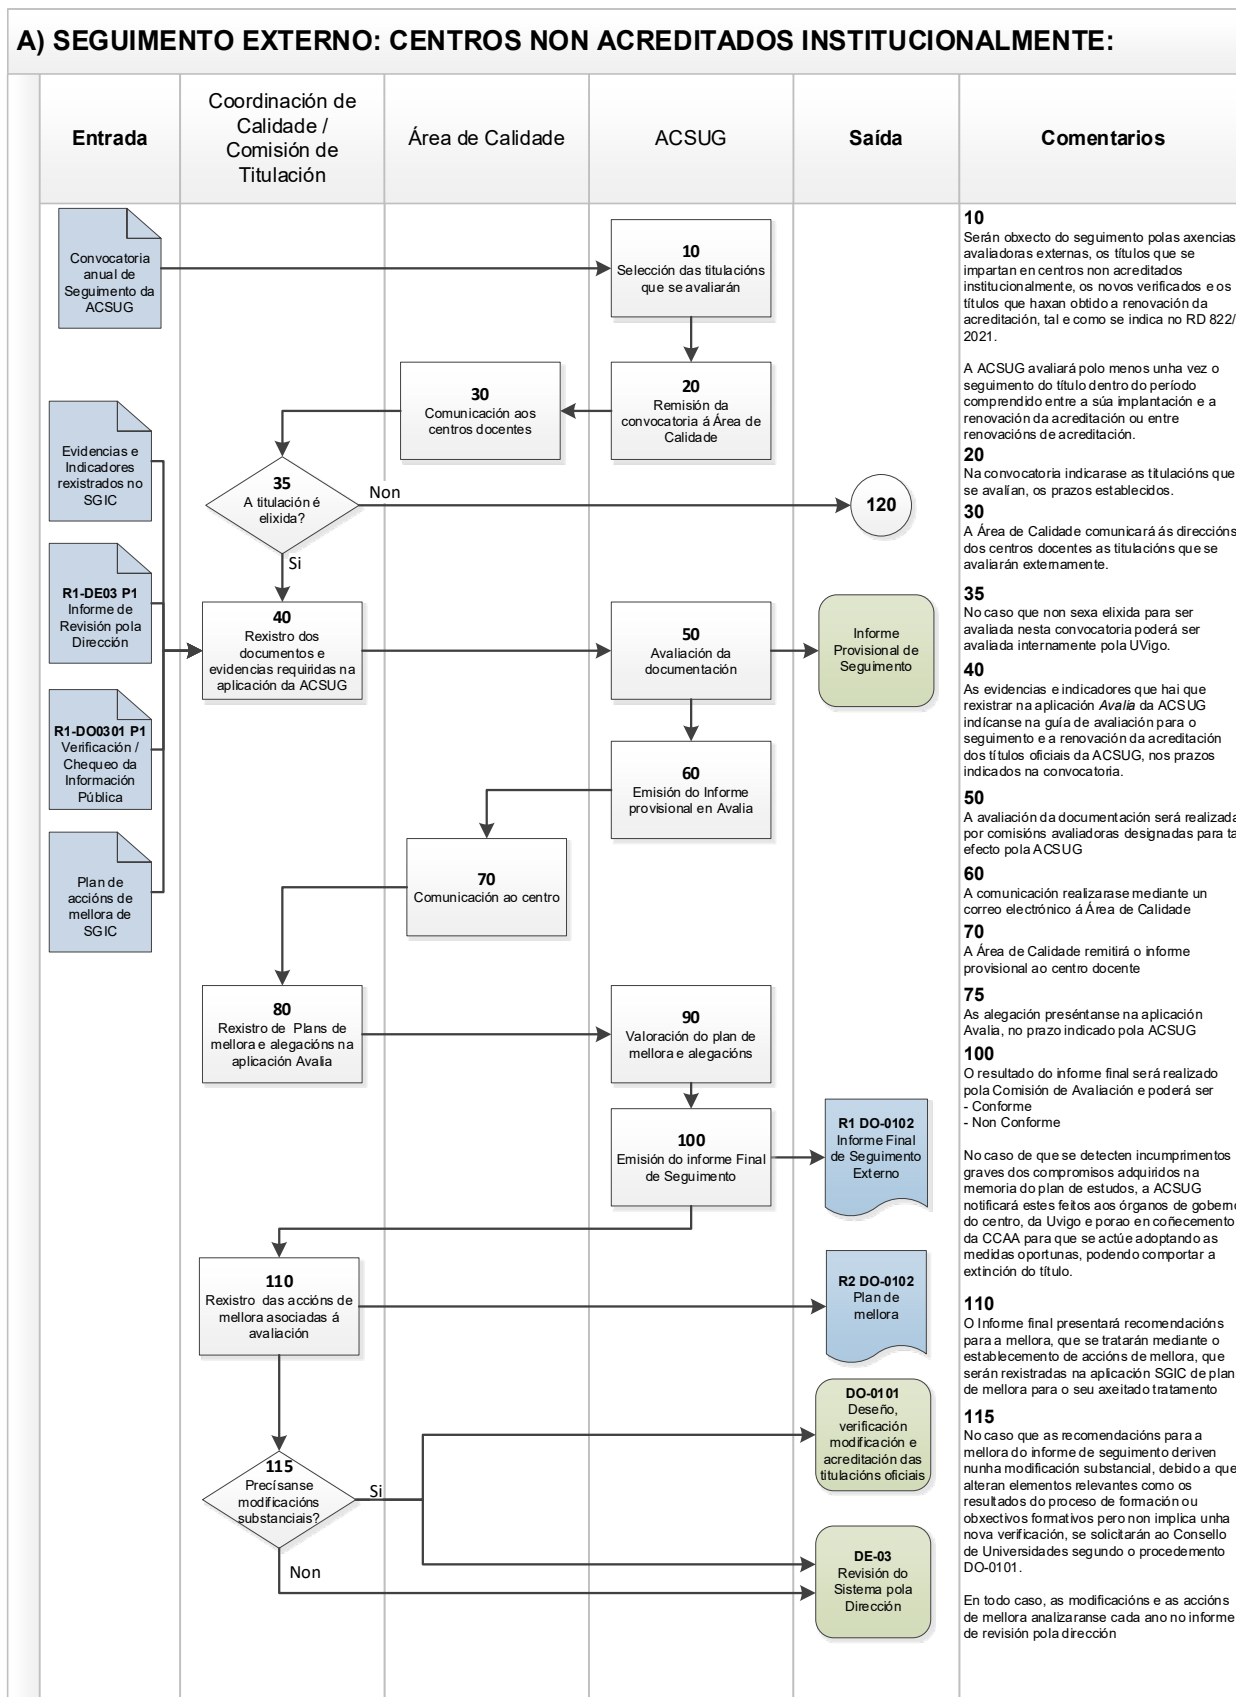 A) SEGUIMENTO EXTERNO: CENTROS NON ACREDITADOS INSTITUCIONALMENTE:
Entrada
Coordinación de
Calidade /
Comisión de
Titulación
Área de Calidade
ACSUG
Saída
Comentarios
Convocatoria
anual de
Seguimento da
ACSUG
10
Selección das titulacións
que se avaliarán
20
Remisión da
convocatoria á Área de
Calidade
30
Comunicación aos
centros docentes
35
A titulación é
elixida?
Non
Si
120
Evidencias e
Indicadores
rexistrados no
SGIC
R1-DE03 P1
Informe de
Revisión pola
Dirección
R1-DO0301 P1
Verificación /
Chequeo da
Información
Pública
Plan de
accións de
mellora de
SGIC
40
Rexistro dos
documentos e
evidencias requiridas na
aplicación da ACSUG
50
Avaliación da
documentación
Informe
Provisional de
Seguimento
60
Emisión do Informe
provisional en Avalia
70
Comunicación ao centro
80
Rexistro de Plans de
mellora e alegacións na
aplicación Avalia
90
Valoración do plan de
mellora e alegacións
100
Emisión do informe Final
de Seguimento
R1 DO-0102
Informe Final
de Seguimento
Externo
110
Rexistro das accións de
mellora asociadas á
avaliación
R2 DO-0102
Plan de
mellora
115
Precísanse
modificacións
substanciais?
Si
Non
DO-0101
Deseño,
verificación
modificación e
acreditación das
titulacións oficiais
DE-03
Revisión do
Sistema pola
Dirección
10
Serán obxecto do seguimento polas axencias
avaliadoras externas, os títulos que se
impartan en centros non acreditados
institucionalmente, os novos verificados e os
títulos que haxan obtido a renovación da
acreditación, tal e como se indica no RD 822/
2021.
A ACSUG avaliará polo menos unha vez o
seguimento do título dentro do período
comprendido entre a súa implantación e a
renovación da acreditación ou entre
renovacións de acreditación.
20
Na convocatoria indicarase as titulacións que
se avalían, os prazos establecidos.
30
A Área de Calidade comunicará ás direccións
dos centros docentes as titulacións que se
avaliarán externamente.
35
No caso que non sexa elixida para ser
avaliada nesta convocatoria poderá ser
avaliada internamente pola UVigo.
40
As evidencias e indicadores que hai que
rexistrar na aplicación Avalia da ACSUG
indícanse na guía de avaliación para o
seguimento e a renovación da acreditación
dos títulos oficiais da ACSUG, nos prazos
indicados na convocatoria.
50
A avaliación da documentación será realizada
por comisións avaliadoras designadas para ta
efecto pola ACSUG
60
A comunicación realizarase mediante un
correo electrónico á Área de Calidade
70
A Área de Calidade remitirá o informe
provisional ao centro docente
75
As alegación preséntanse na aplicación
Avalia, no prazo indicado pola ACSUG
100
O resultado do informe final será realizado
pola Comisión de Avaliación e poderá ser
- Conforme
- Non Conforme
No caso de que se detecten incumprimentos
graves dos compromisos adquiridos na
memoria do plan de estudos, a ACSUG
notificará estes feitos aos órganos de goberno
do centro, da Uvigo e porao en coñecemento
da CCAA para que se actúe adoptando as
medidas oportunas, podendo comportar a
extinción do título.
110
O Informe final presentará recomendacións
para a mellora, que se tratarán mediante o
establecemento de accións de mellora, que
serán rexistradas na aplicación SGIC de plan
de mellora para o seu axeitado tratamento
115
No caso que as recomendacións para a
mellora do informe de seguimento deriven
nunha modificación substancial, debido a que
alteran elementos relevantes como os
resultados do proceso de formación ou
obxectivos formativos pero non implica unha
nova verificación, se solicitarán ao Consello
de Universidades segundo o procedemento
DO-0101.
En todo caso, as modificacións e as accións
de mellora analizaranse cada ano no informe
de revisión pola dirección